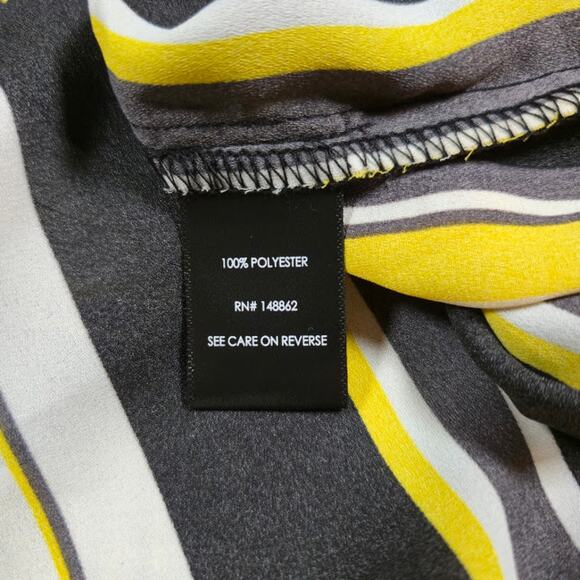 100% POLYESTER
RN# 148862
SEE CARE ON REVERSE